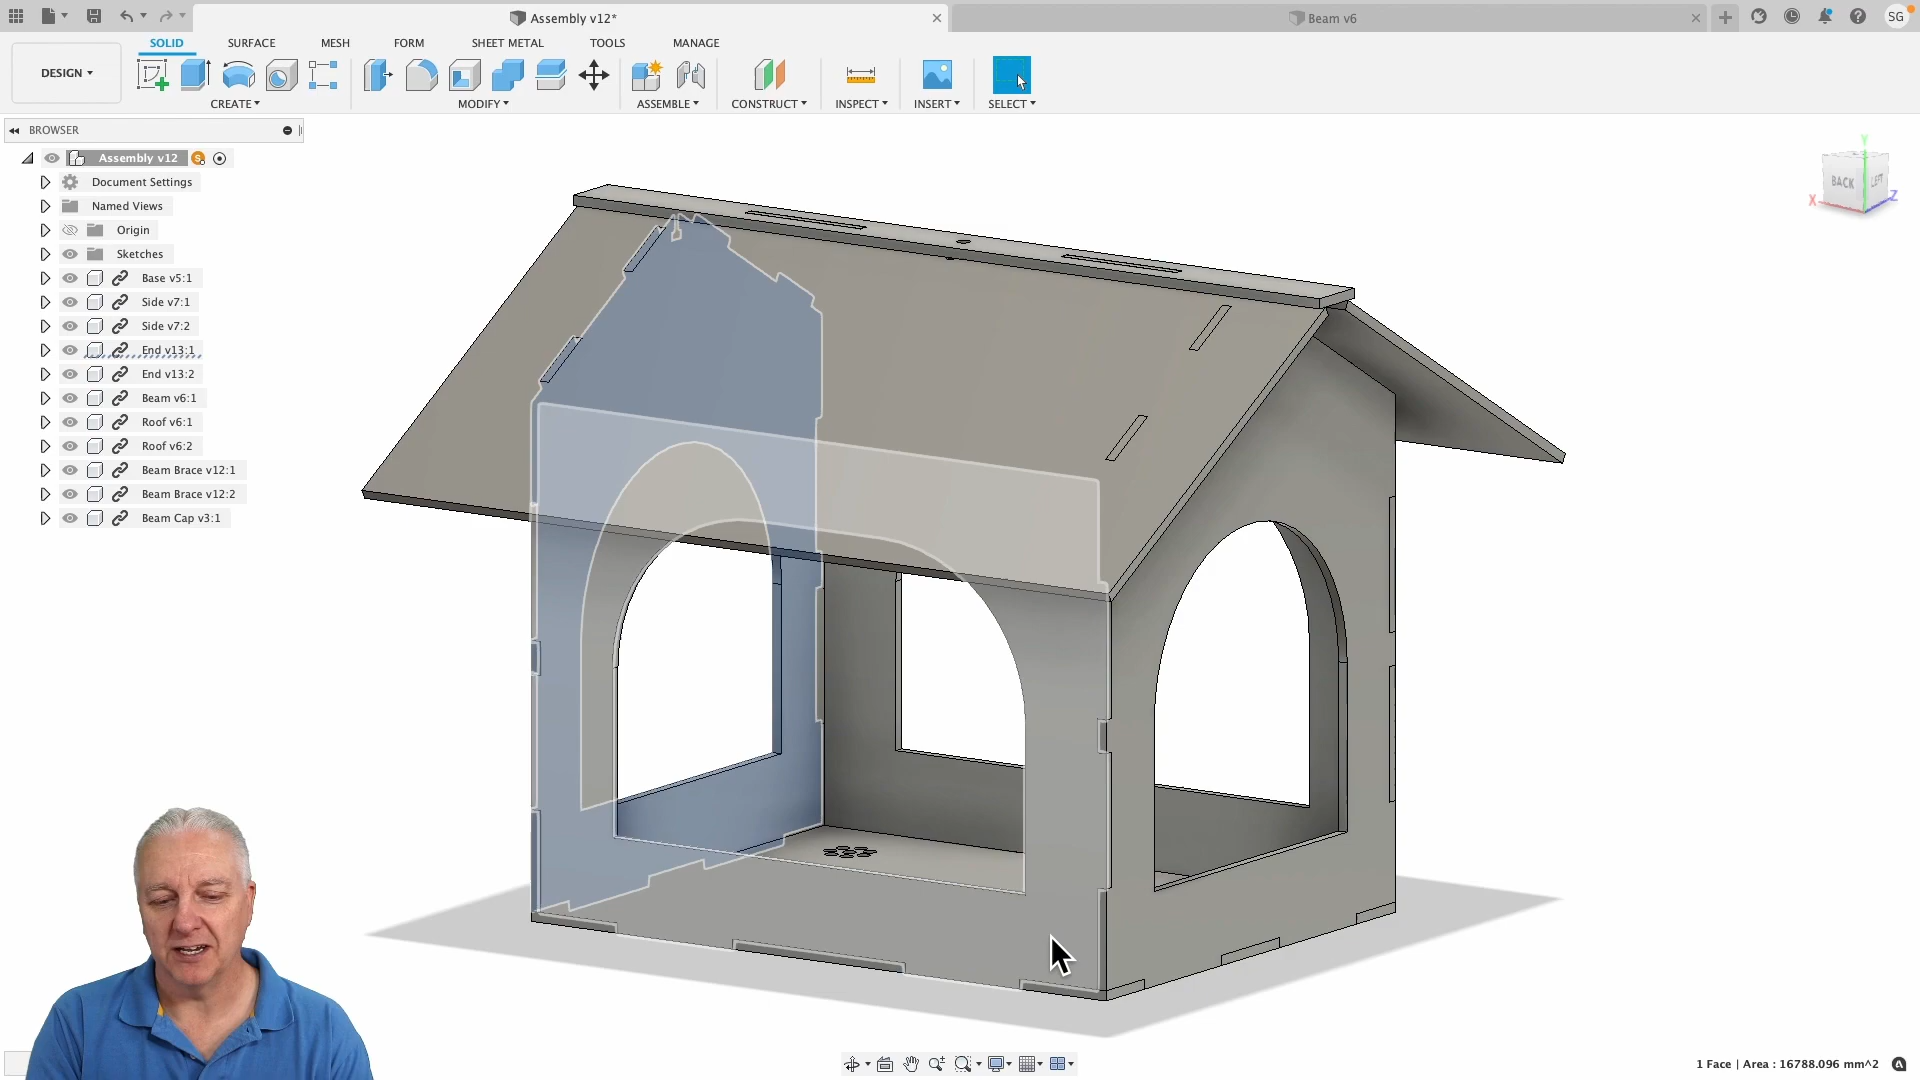 Assembly v12*
Beam v6
SG
DESIGN
SOLID
SURFACE
MESH
FORM
SHEET METAL
TOOLS
MANAGE
CREATE
MODIFY
ASSEMBLE
CONSTRUCT
INSPECT
INSERT
SELECT
BROWSER
Assembly v12
S
Document Settings
Named Views
Origin
Sketches
Base v5:1
Side v7:1
Side v7:2
End v13:1
End v13:2
Beam v6:1
Roof v6:1
Roof v6:2
Beam Brace v12:1
Beam Brace v12:2
Beam Cap v3:1
Y
BACK
LEFT
X
Z
1 Face | Area : 16788.096 mm^2